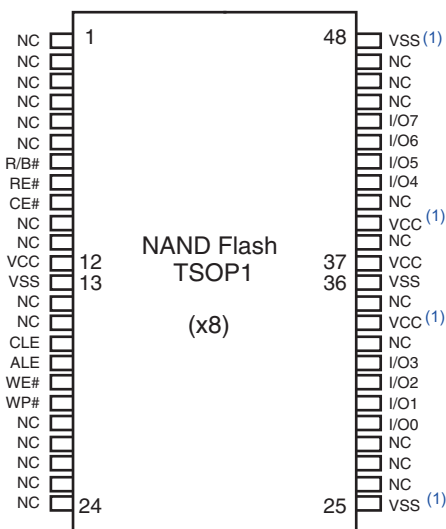 NC 1 48 VSS (1)
NC NC
NC NC
NC NC
NC I/O7
NC I/O6
R/B# I/O5
RE# I/O4
CE# NC
NC VCC (1)
NC NC
VCC 12 NAND Flash 37 VCC
VSS 13 TSOP1 36 VSS
NC NC
NC (x8) VCC (1)
CLE NC
ALE I/O3
WE# I/O2
WP# I/O1
NC I/O0
NC NC
NC NC
NC NC
NC 24 25 VSS (1)